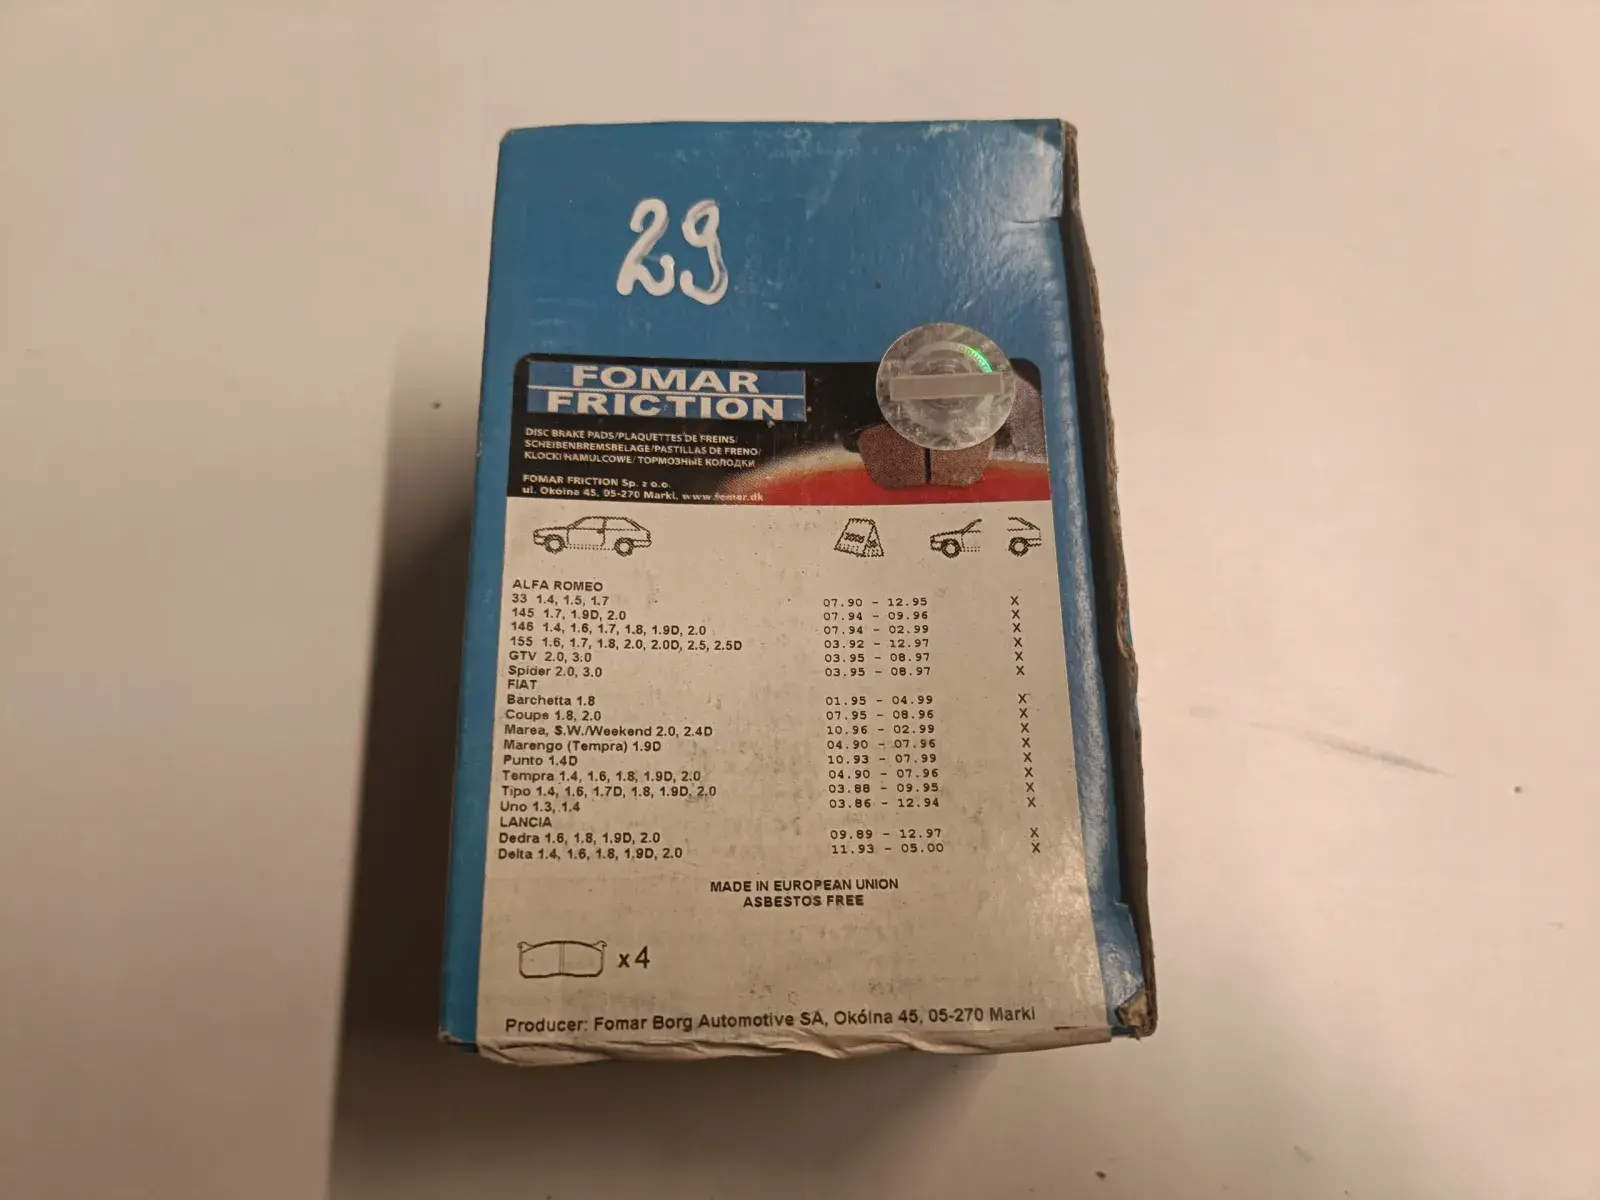 29
FOMAR
FRICTION
DISC BRAKE PADS/PLAQUETTES DE FREINS/
SCHEIBENBREMSBELAGE/PASTILLAS DE FRENO/
KLOCKI HAMULCOWE/ТОРМОЗНЫЕ КОЛОДКИ
FOMAR FRICTION Sp. z o.o.
ul. Okólna 45, 05-270 Marki, www.fomar.dk
ALFA ROMEO
33 1.4, 1.5, 1.7 07.90 - 12.95 X
145 1.7, 1.9D, 2.0 07.94 - 09.96 X
146 1.4, 1.6, 1.7, 1.8, 1.9D, 2.0 07.94 - 02.99 X
155 1.6, 1.7, 1.8, 2.0, 2.0D, 2.5, 2.5D 03.92 - 12.97 X
GTV 2.0, 3.0 03.95 - 08.97 X
Spider 2.0, 3.0 03.95 - 08.97 X
FIAT
Barchetta 1.8 01.95 - 04.99 X
Coupe 1.8, 2.0 07.95 - 08.96 X
Marea, S.W./Weekend 2.0, 2.4D 10.96 - 02.99 X
Marengo (Tempra) 1.9D 04.90 - 07.96 X
Punto 1.4D 10.93 - 07.99 X
Tempra 1.4, 1.6, 1.8, 1.9D, 2.0 04.90 - 07.96 X
Tipo 1.4, 1.6, 1.7D, 1.8, 1.9D, 2.0 03.88 - 09.95 X
Uno 1.3, 1.4 03.86 - 12.94 X
LANCIA
Dedra 1.6, 1.8, 1.9D, 2.0 09.89 - 12.97 X
Delta 1.4, 1.6, 1.8, 1.9D, 2.0 11.93 - 05.00 X
MADE IN EUROPEAN UNION
ASBESTOS FREE
x4
Producer: Fomar Borg Automotive SA, Okólna 45, 05-270 Marki